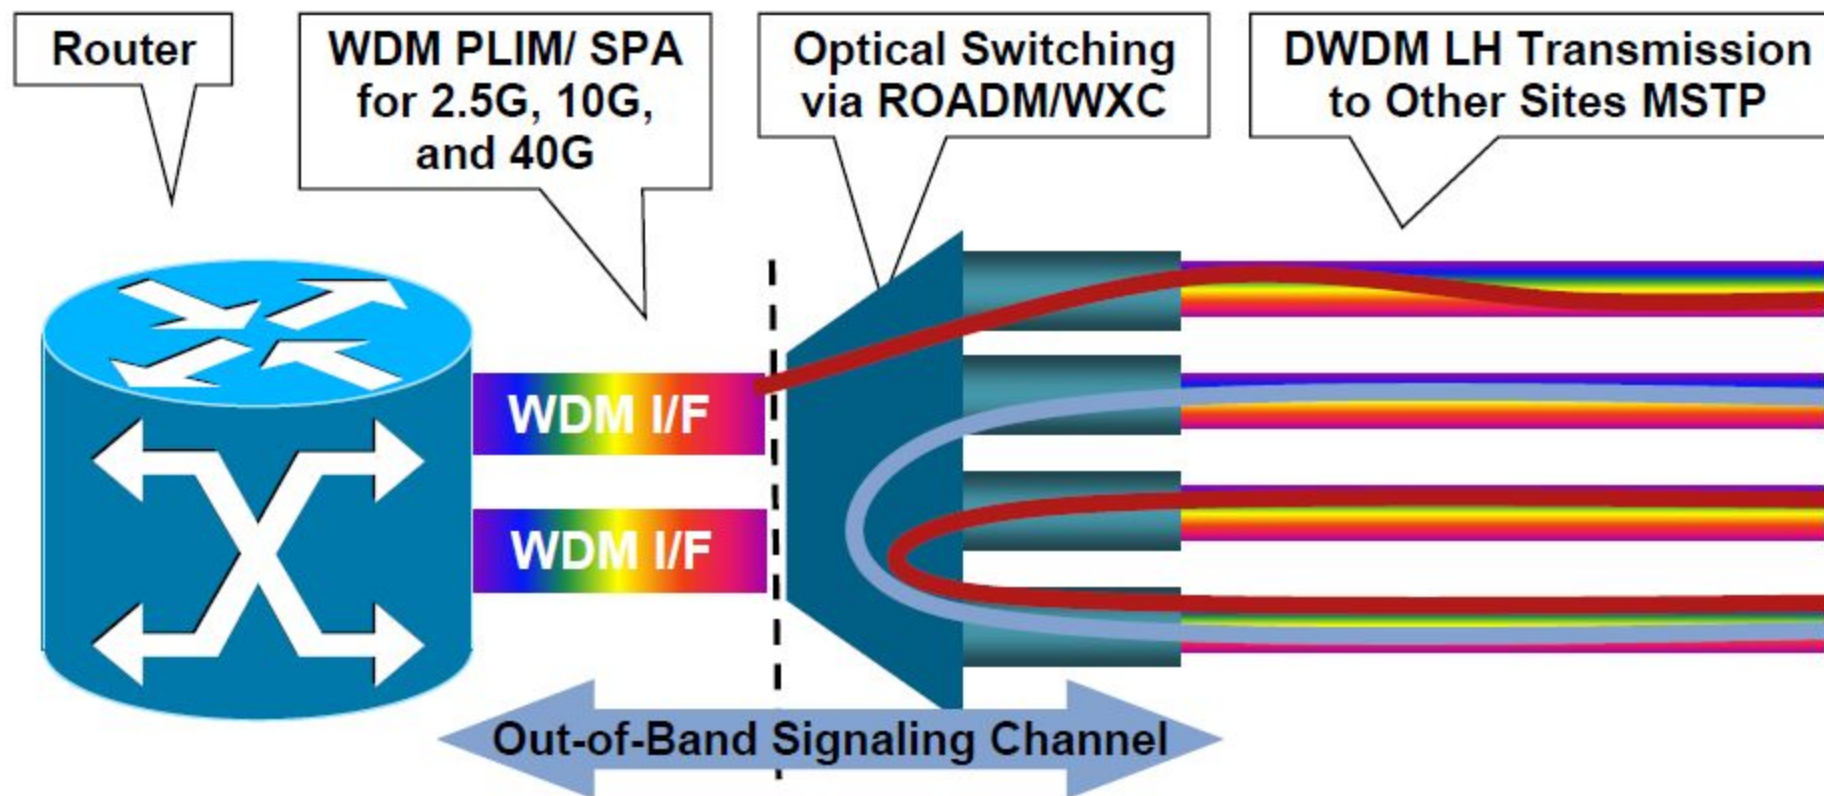 Router
WDM PLIM/ SPA
for 2.5G, 10G,
and 40G
Optical Switching
via ROADM/WXC
DWDM LH Transmission
to Other Sites MSTP
WDM I/F
WDM I/F
Out-of-Band Signaling Channel